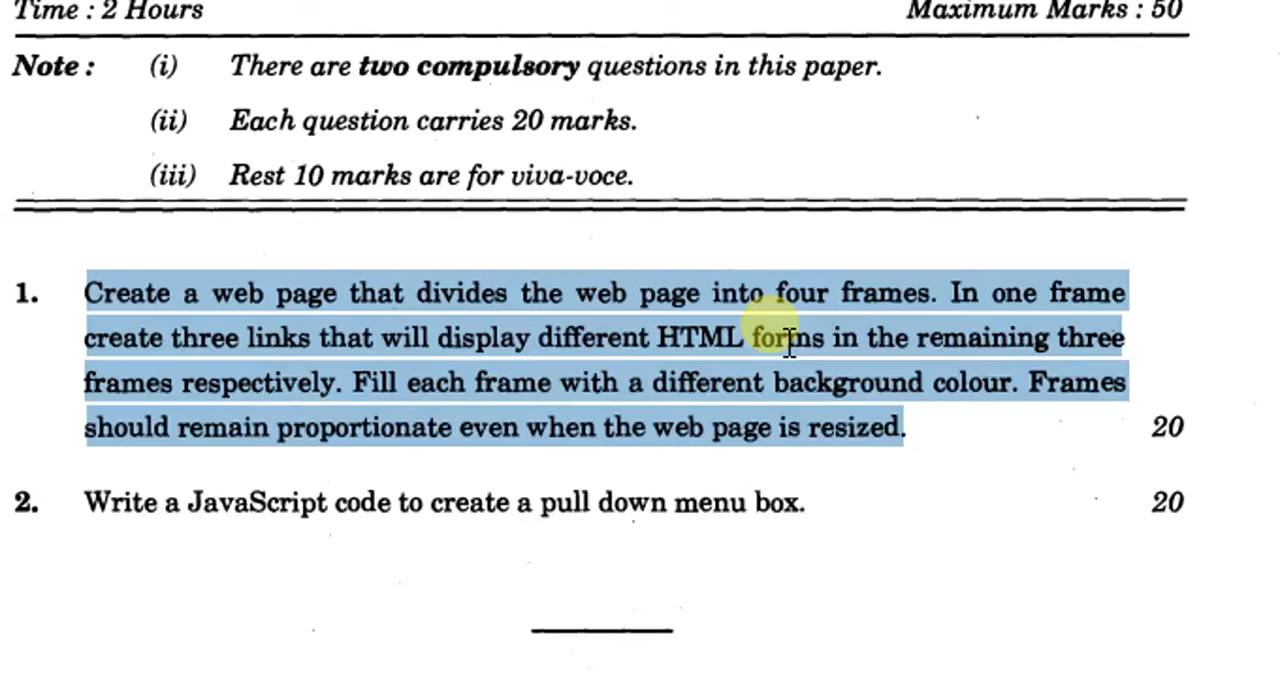 Time : 2 Hours Maximum Marks : 50
Note : (i) There are two compulsory questions in this paper.
(ii) Each question carries 20 marks.
(iii) Rest 10 marks are for viva-voce.
1. Create a web page that divides the web page into four frames. In one frame
create three links that will display different HTML forms in the remaining three
frames respectively. Fill each frame with a different background colour. Frames
should remain proportionate even when the web page is resized. 20
2. Write a JavaScript code to create a pull down menu box. 20